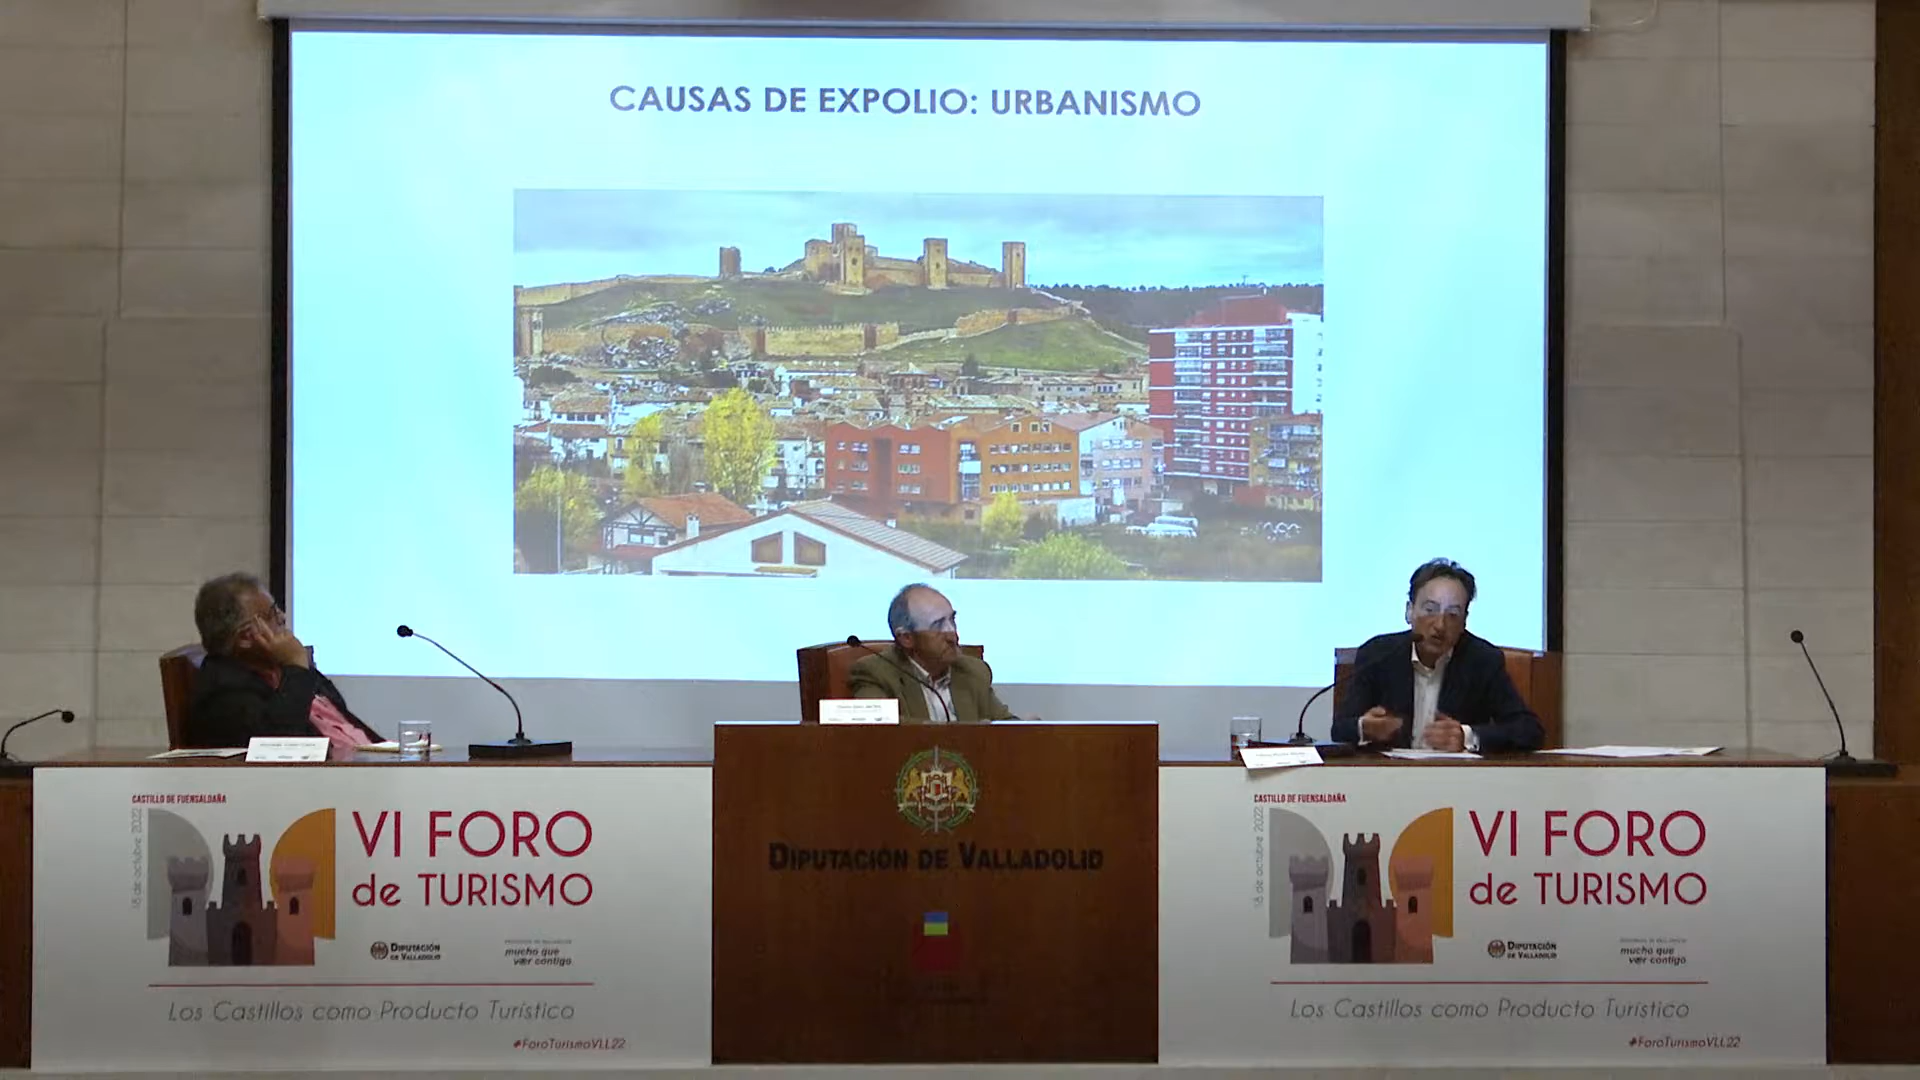 CAUSAS DE EXPOLIO: URBANISMO
CASTILLO DE FUENSALDAÑA
18 de octubre 2022
VI FORO
de TURISMO
DIPUTACIÓN
DE VALLADOLID
mucho que
ver contigo
Los Castillos como Producto Turístico
#ForoTurismoVLL22
DIPUTACIÓN DE VALLADOLID
CASTILLO DE FUENSALDAÑA
18 de octubre 2022
VI FORO
de TURISMO
DIPUTACIÓN
DE VALLADOLID
mucho que
ver contigo
Los Castillos como Producto Turístico
#ForoTurismoVLL22